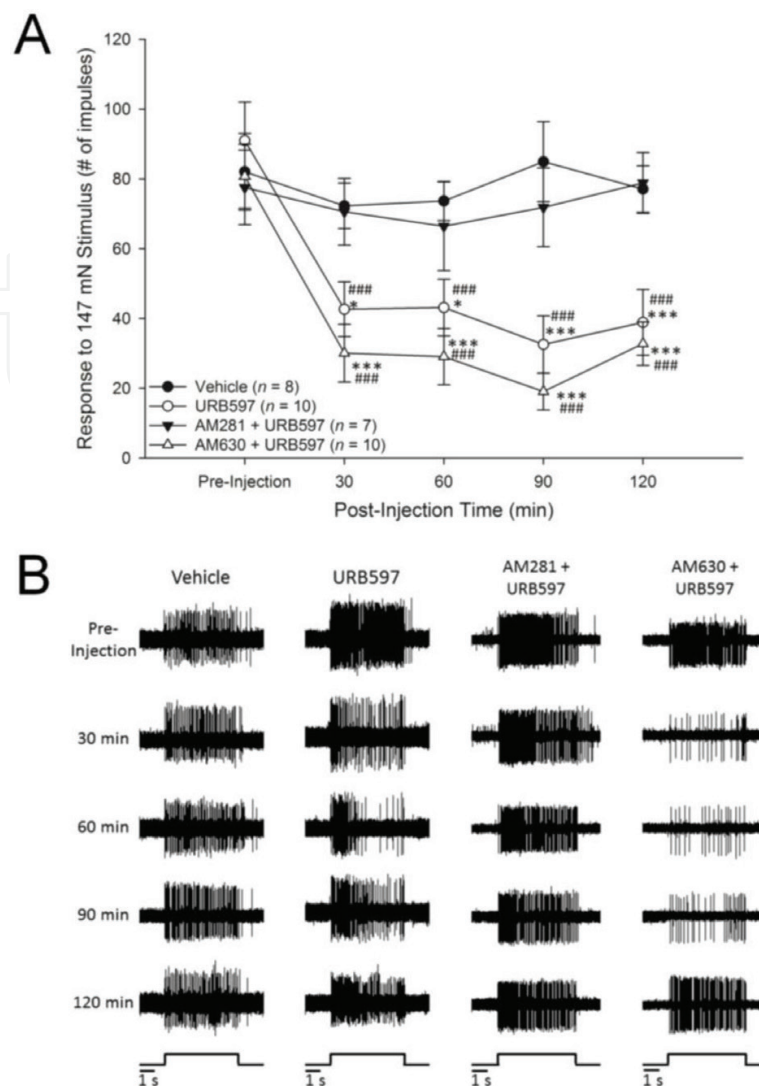 A
Response to 147 mN Stimulus (# of impulses)
120
100
80
60
40
20
0
###
*
###
*
###
***
###
***
***
###
***
###
***
###
***
###
Vehicle (n = 8)
URB597 (n = 10)
AM281 + URB597 (n = 7)
AM630 + URB597 (n = 10)
Pre-Injection 30 60 90 120
Post-Injection Time (min)
B
Vehicle URB597 AM281 + AM630 +
URB597 URB597
Pre-
Injection
30 min
60 min
90 min
120 min
1 s 1 s 1 s 1 s